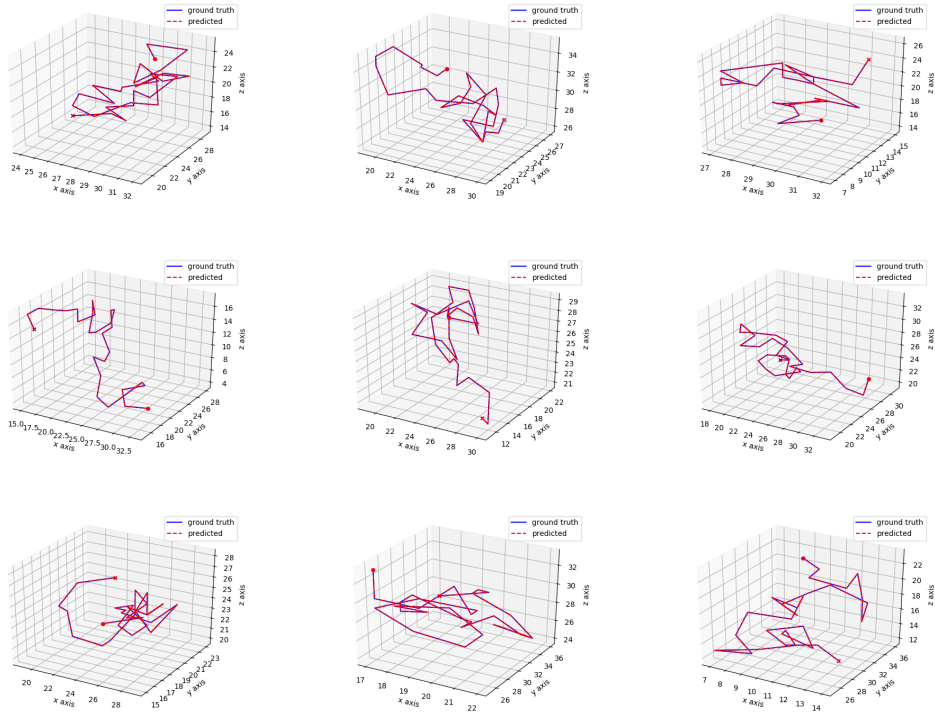 ground truth
predicted
24 22 20 18 16 14
z axis
24 25 26 27 28 29 30 31 32
x axis
20 22 24 26 28
y axis
ground truth
predicted
34 32 30 28 26
z axis
20 22 24 26 28 30
x axis
19 20 21 22 23 24 25 26 27
y axis
ground truth
predicted
26 24 22 20 18 16 14
z axis
27 28 29 30 31 32
x axis
7 8 9 10 11 12 13 14 15
y axis
ground truth
predicted
16 14 12 10 8 6 4
z axis
15.0 17.5 20.0 22.5 25.0 27.5 30.0 32.5
x axis
16 18 20 22 24 26 28
y axis
ground truth
predicted
29 28 27 26 25 24 23 22 21
z axis
20 22 24 26 28 30
x axis
12 14 16 18 20 22
y axis
ground truth
predicted
32 30 28 26 24 22 20
z axis
18 20 22 24 26 28 30 32
x axis
20 22 24 26 28 30
y axis
ground truth
predicted
28 27 26 25 24 23 22 21 20
z axis
20 22 24 26 28
x axis
15 16 17 18 19 20 21 22 23
y axis
ground truth
predicted
32 30 28 26 24
z axis
17 18 19 20 21 22
x axis
26 28 30 32 34 36
y axis
ground truth
predicted
22 20 18 16 14 12
z axis
7 8 9 10 11 12 13 14
x axis
26 28 30 32 34 36
y axis